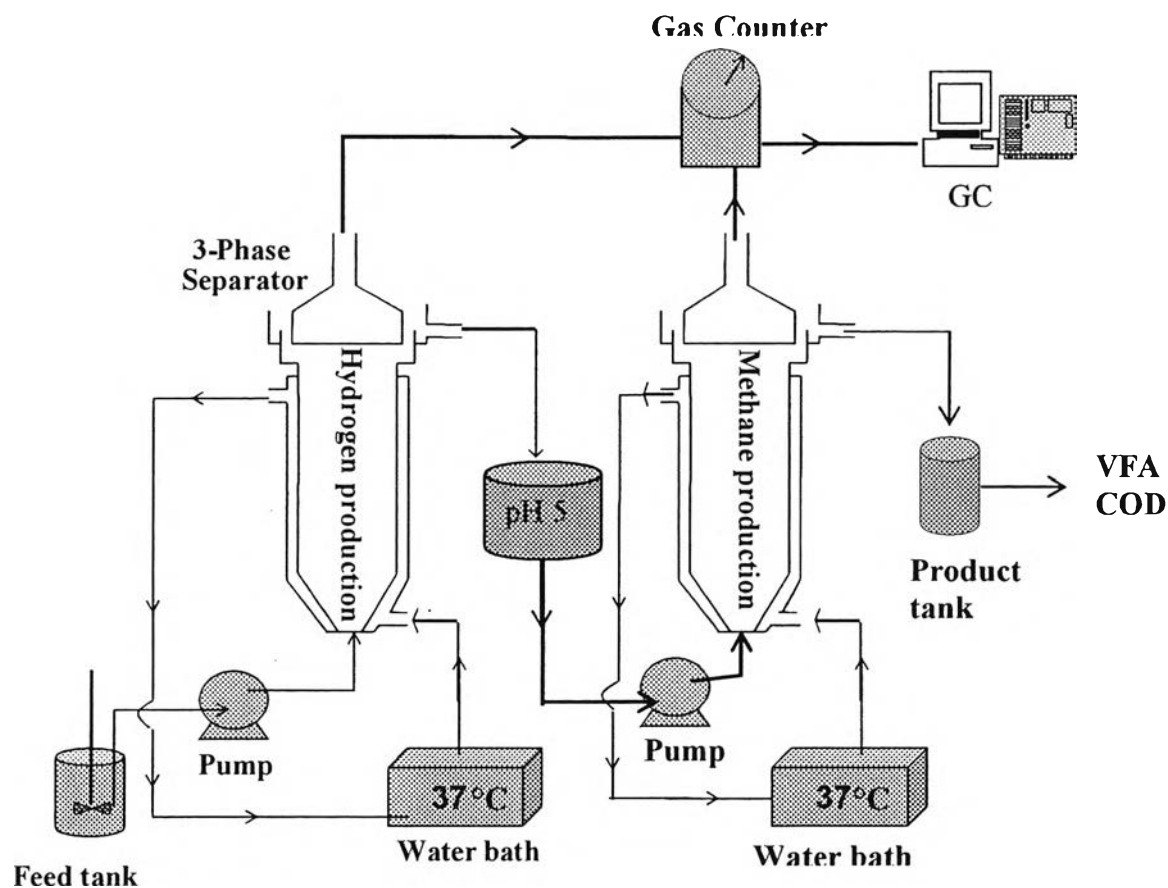 Gas Counter
GC
3-Phase
Separator
Hydrogen production
Methane production
pH 5
VFA
COD
Product
tank
Pump
Pump
37°C
37°C
Water bath
Water bath
Feed tank